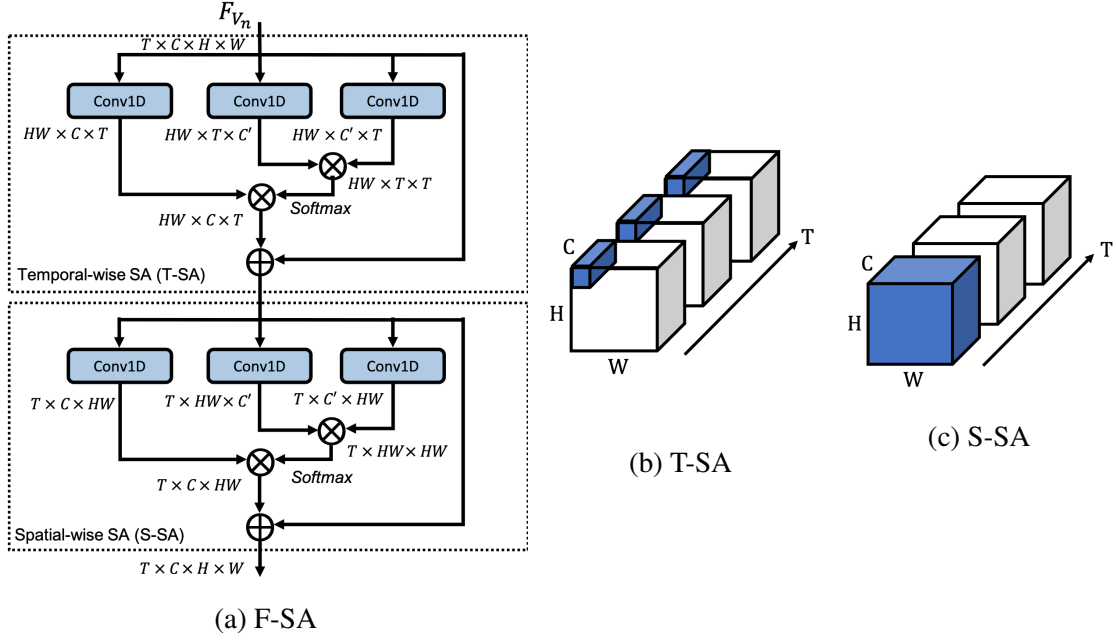 F_{V_n}
T × C × H × W
Conv1D Conv1D Conv1D
HW × C × T HW × T × C′ HW × C′ × T
HW × T × T
Softmax
HW × C × T
Temporal-wise SA (T-SA)
Conv1D Conv1D Conv1D
T × C × HW T × HW × C′ T × C′ × HW
T × HW × HW
Softmax
T × C × HW
Spatial-wise SA (S-SA)
T × C × H × W
(a) F-SA
C
T
H
W
(b) T-SA
C
T
H
W
(c) S-SA